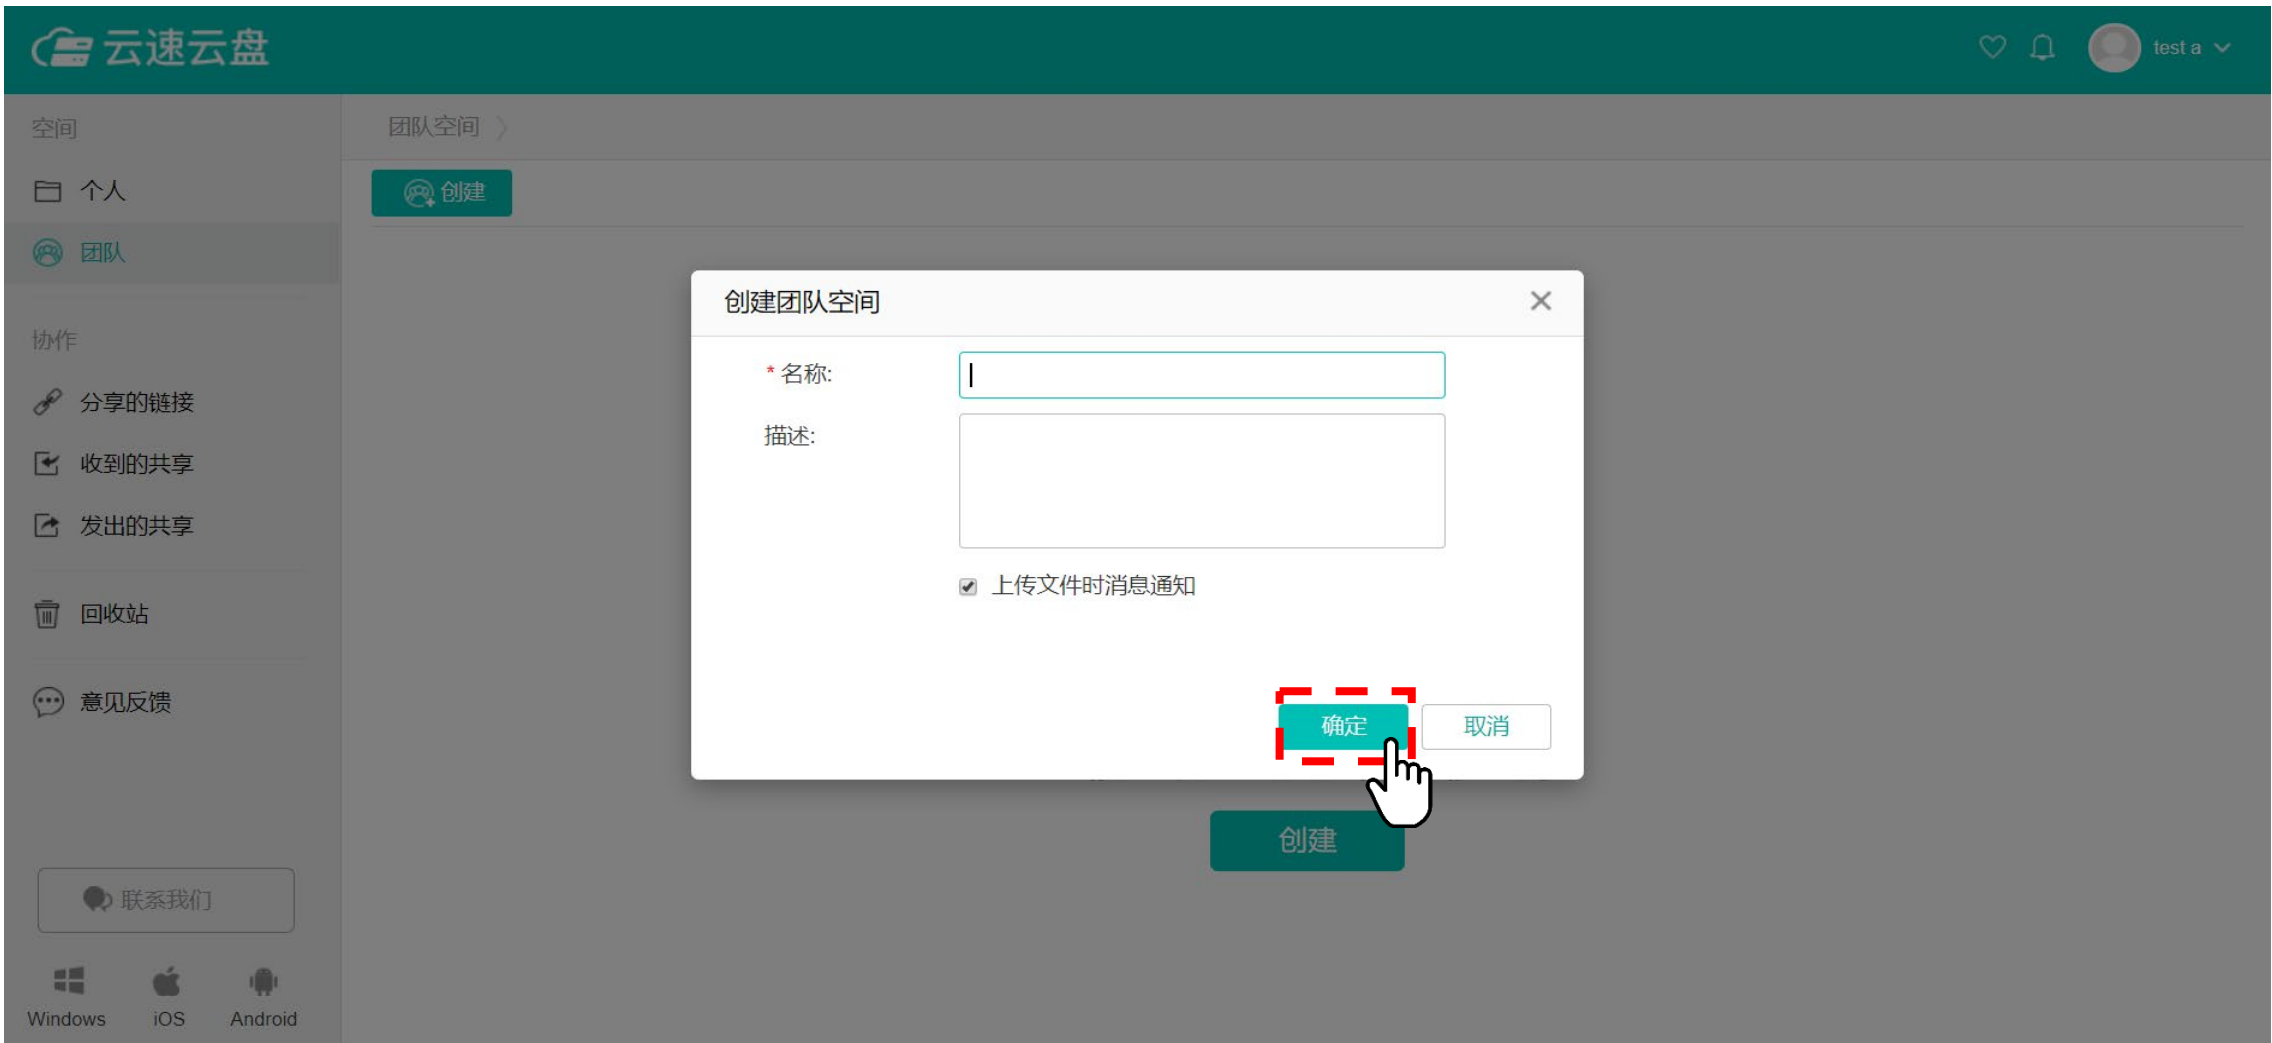 云速云盘
test a
空间
个人
团队
协作
分享的链接
收到的共享
发出的共享
回收站
意见反馈
联系我们
Windows
iOS
Android
团队空间
创建
创建团队空间
* 名称:
描述:
上传文件时消息通知
确定
取消
创建